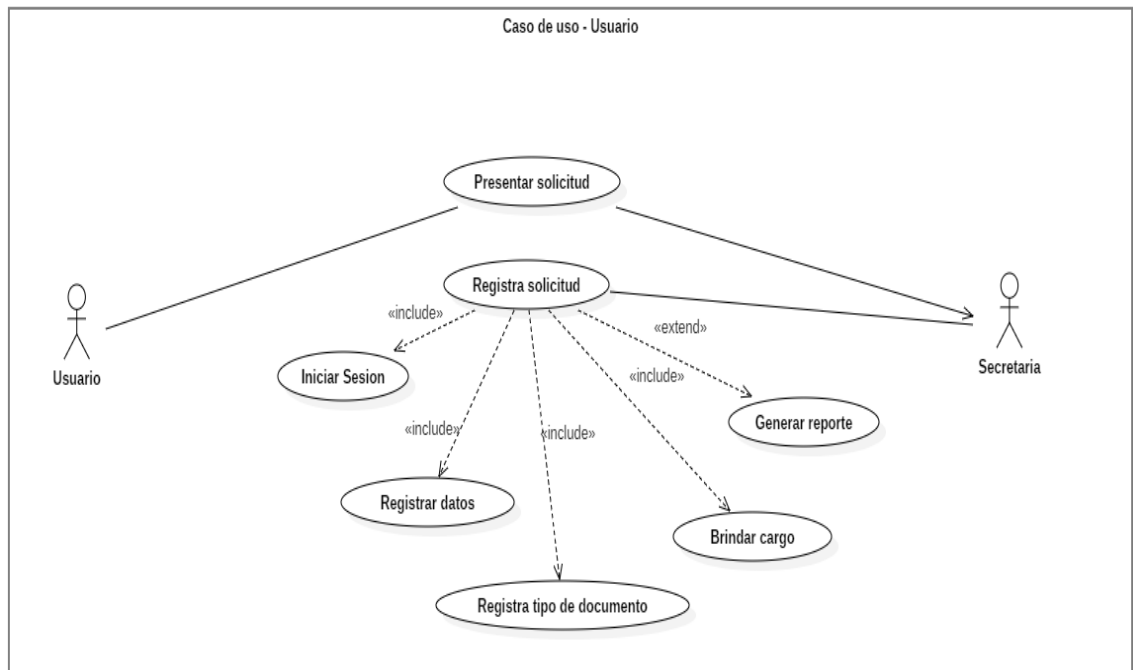 Caso de uso - Usuario
Presentar solicitud
Registra solicitud
«include»
«extend»
Usuario
Secretaria
Iniciar Sesion
«include»
Generar reporte
«include»
«include»
Registrar datos
Brindar cargo
Registra tipo de documento